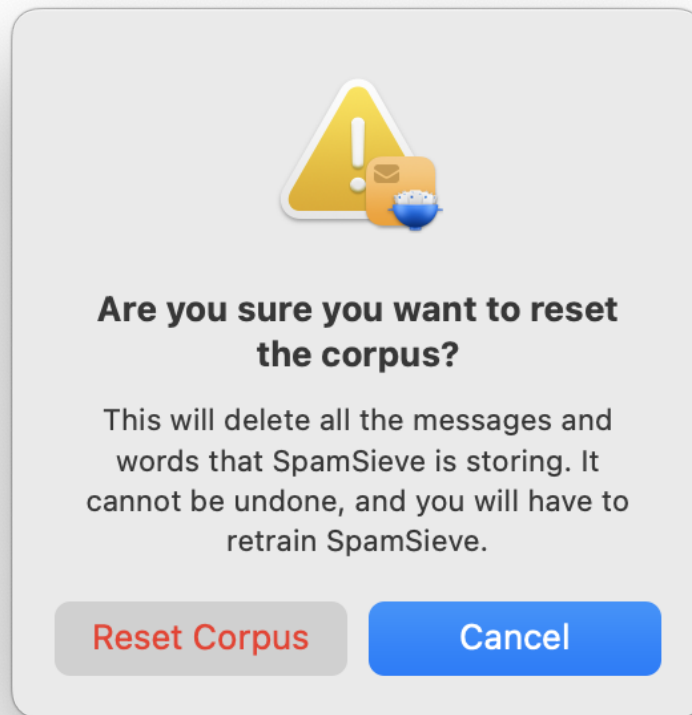 Are you sure you want to reset
the corpus?
This will delete all the messages and
words that SpamSieve is storing. It
cannot be undone, and you will have to
retrain SpamSieve.
Reset Corpus
Cancel